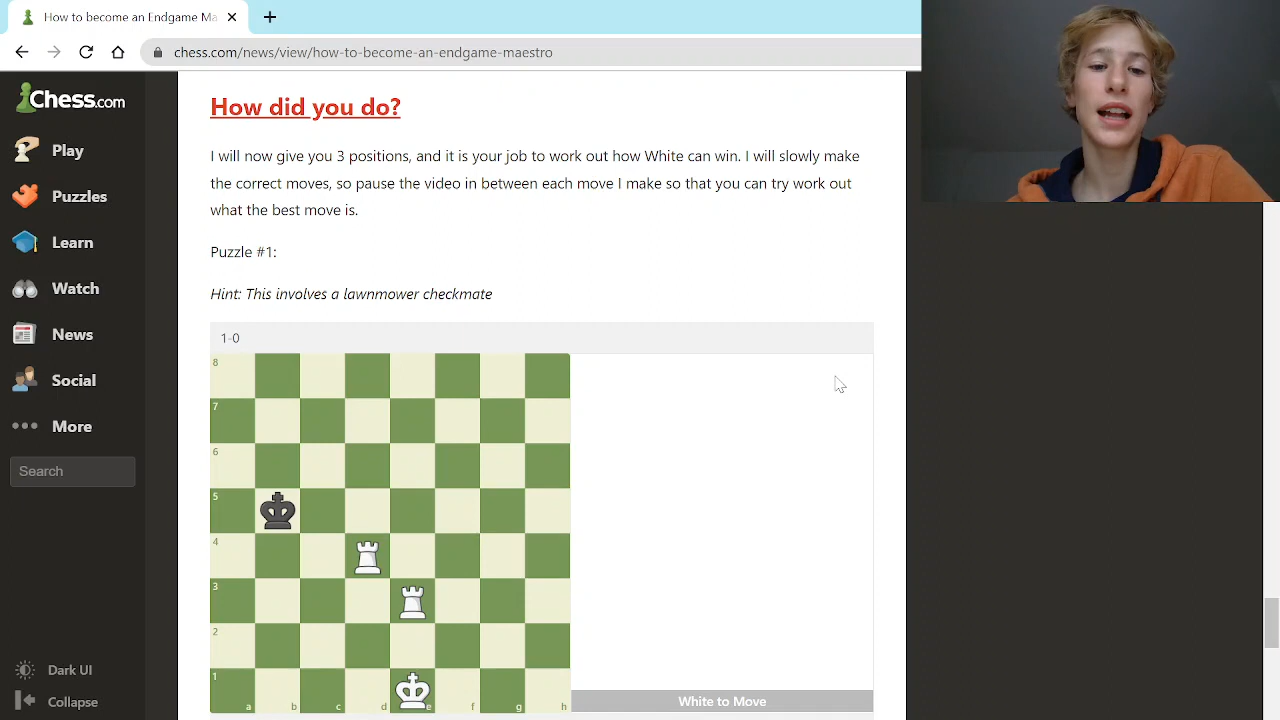 How to become an Endgame Ma
chess.com/news/view/how-to-become-an-endgame-maestro
Chess.com
Play
Puzzles
Learn
Watch
News
Social
More
Search
Dark UI
Collapse
How did you do?
I will now give you 3 positions, and it is your job to work out how White can win. I will slowly make
the correct moves, so pause the video in between each move I make so that you can try work out
what the best move is.
Puzzle #1:
Hint: This involves a lawnmower checkmate
1-0
8
7
6
5
4
3
2
1
a b c d e f g h
White to Move